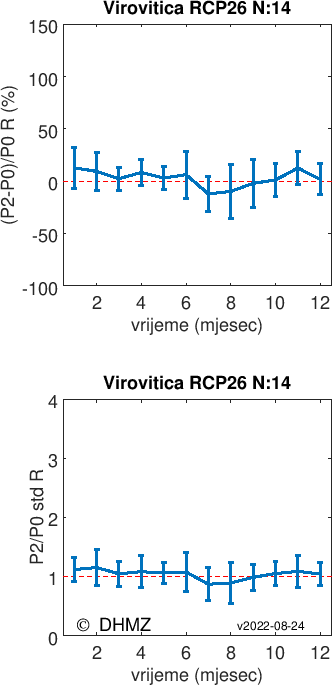 Virovitica RCP26 N:14
150
100
50
0
-50
-100
(P2-P0)/P0 R (%)
2 4 6 8 10 12
vrijeme (mjesec)
Virovitica RCP26 N:14
4
3
2
1
0
P2/P0 std R
© DHMZ
v2022-08-24
2 4 6 8 10 12
vrijeme (mjesec)